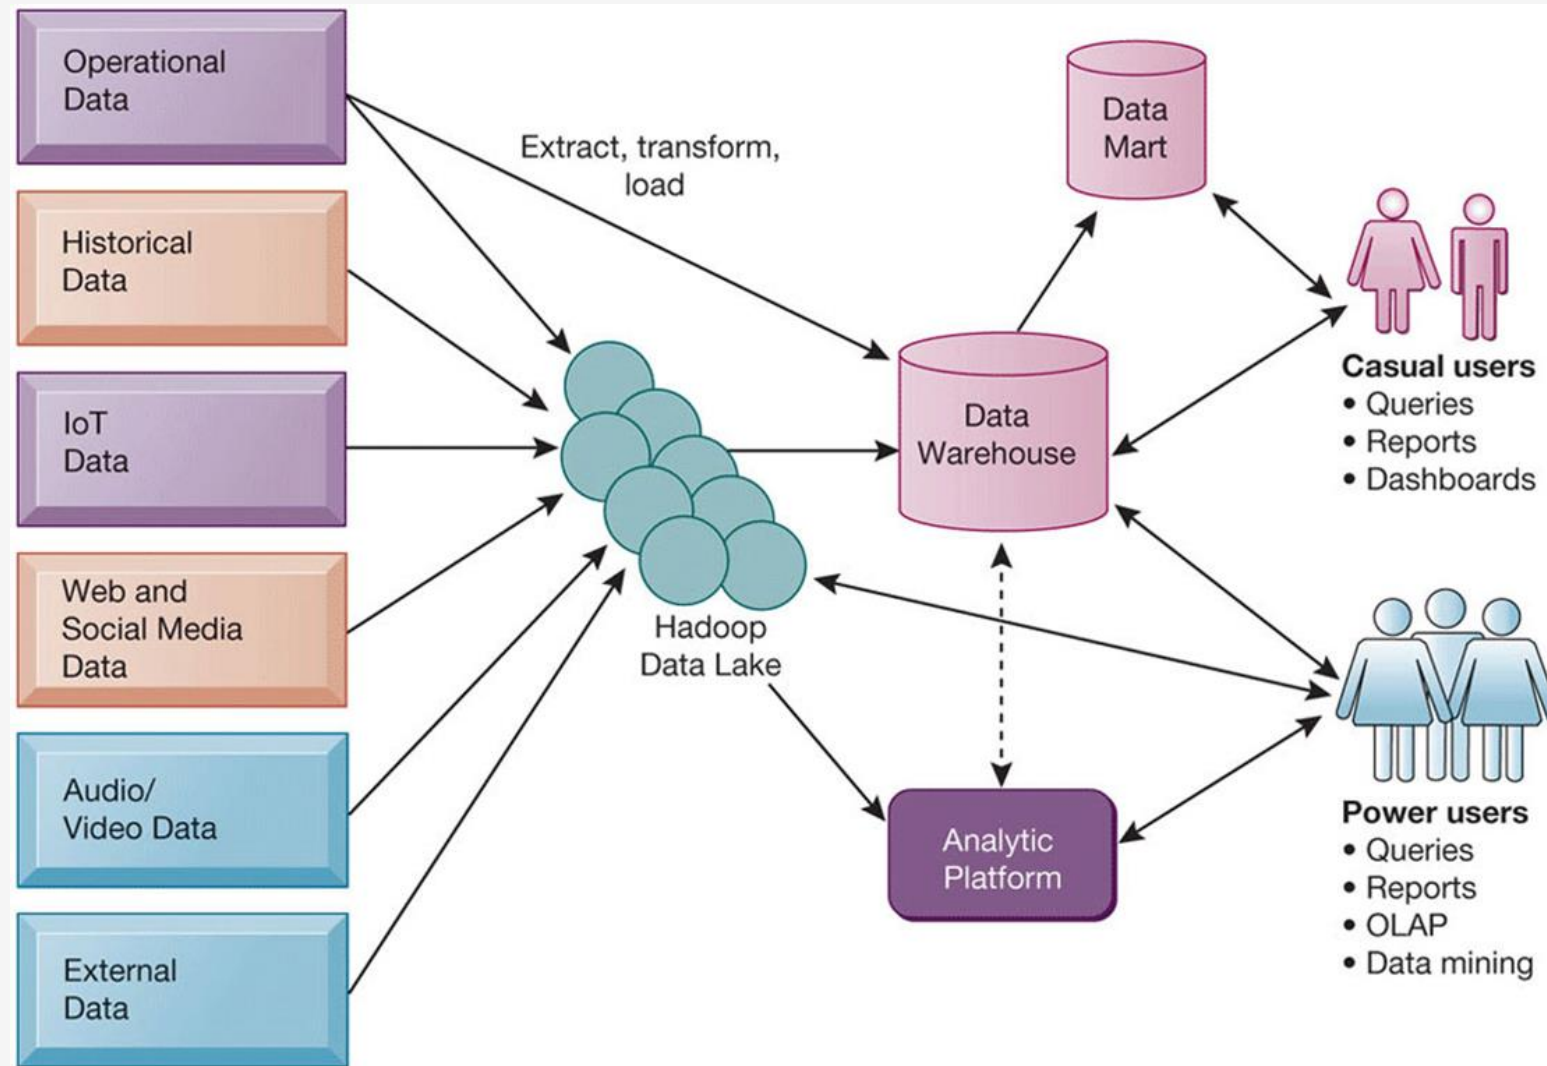 Operational
Data
Historical
Data
IoT
Data
Web and
Social Media
Data
Audio/
Video Data
External
Data
Extract, transform,
load
Hadoop
Data Lake
Data
Mart
Data
Warehouse
Analytic
Platform
Casual users
• Queries
• Reports
• Dashboards
Power users
• Queries
• Reports
• OLAP
• Data mining